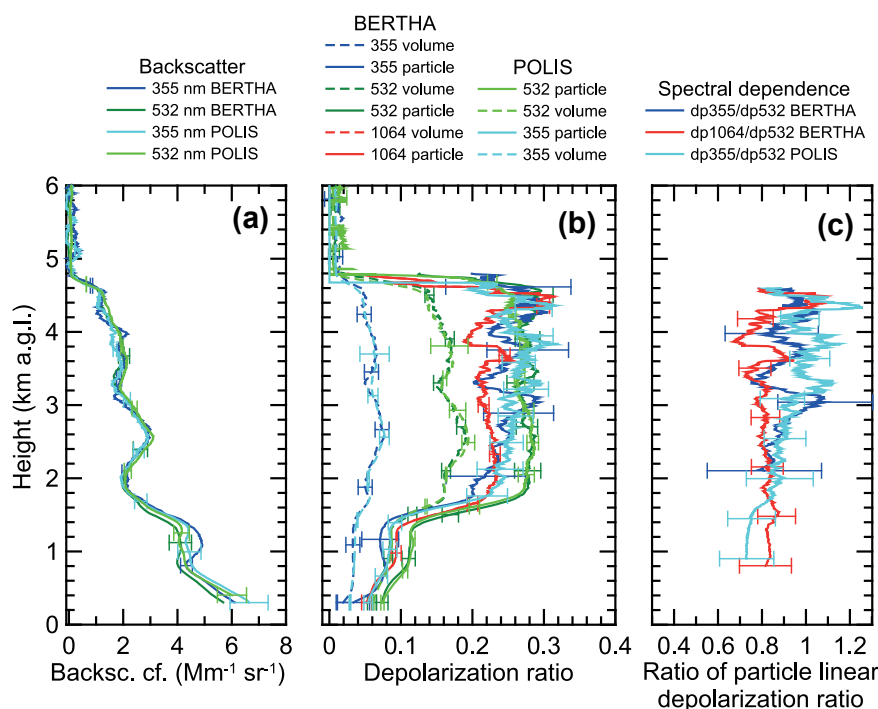 BERTHA
355 volume
355 particle
532 volume
532 particle
1064 volume
1064 particle
Backscatter
355 nm BERTHA
532 nm BERTHA
355 nm POLIS
532 nm POLIS
POLIS
532 particle
532 volume
355 particle
355 volume
Spectral dependence
dp355/dp532 BERTHA
dp1064/dp532 BERTHA
dp355/dp532 POLIS
(a)
(b)
(c)
Height (km a.g.l.)
6
5
4
3
2
1
0
0 2 4 6 8
Backsc. cf. (Mm⁻¹ sr⁻¹)
0 0.1 0.2 0.3 0.4
Depolarization ratio
0.4 0.6 0.8 1 1.2
Ratio of particle linear
depolarization ratio